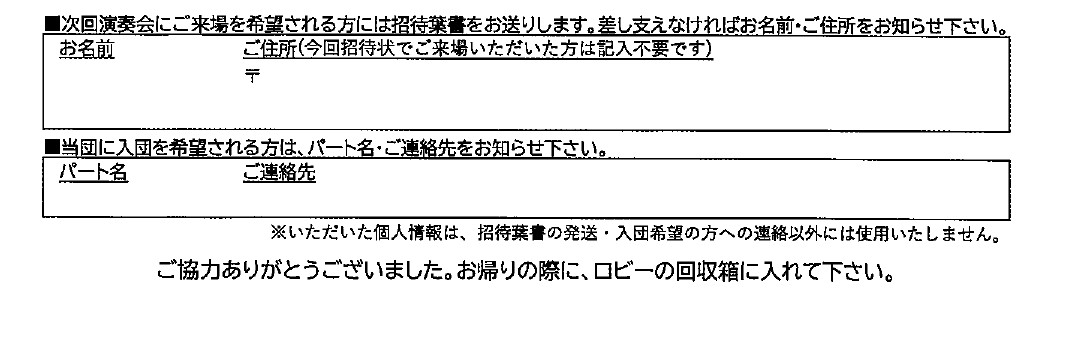 ■次回演奏会にご来場を希望される方には招待葉書をお送りします。差し支えなければお名前・ご住所をお知らせ下さい。
お名前 ご住所(今回招待状でご来場いただいた方は記入不要です)
〒
■当団に入団を希望される方は、パート名・ご連絡先をお知らせ下さい。
パート名 ご連絡先
※いただいた個人情報は、招待葉書の発送・入団希望の方への連絡以外には使用いたしません。
ご協力ありがとうございました。お帰りの際に、ロビーの回収箱に入れて下さい。